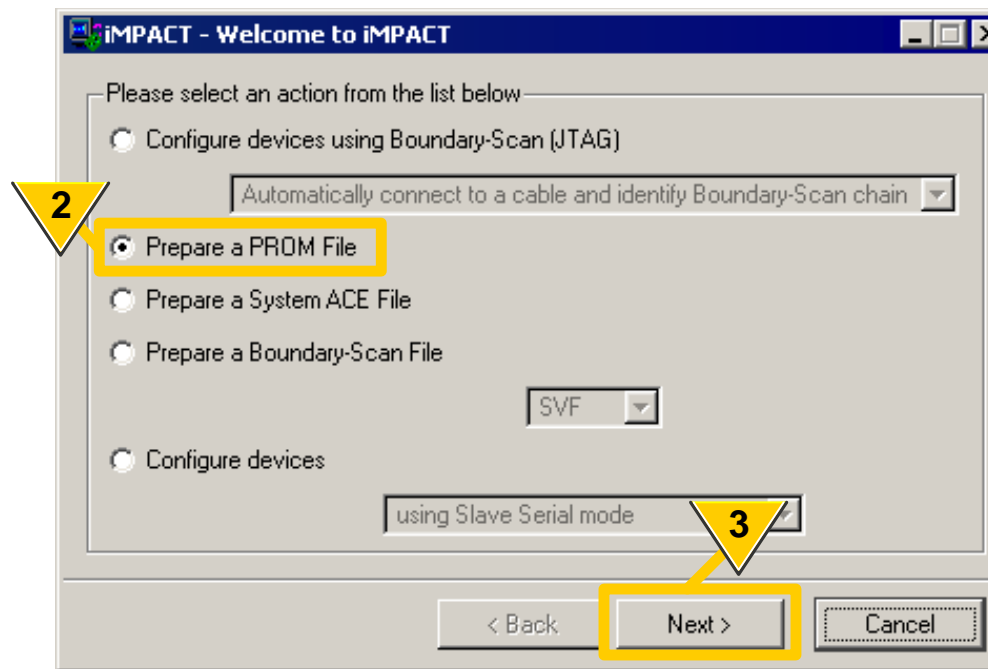 iMPACT - Welcome to iMPACT
Please select an action from the list below
Configure devices using Boundary-Scan (JTAG)
Automatically connect to a cable and identify Boundary-Scan chain
2
Prepare a PROM File
Prepare a System ACE File
Prepare a Boundary-Scan File
SVF
Configure devices
using Slave Serial mode
3
< Back
Next >
Cancel